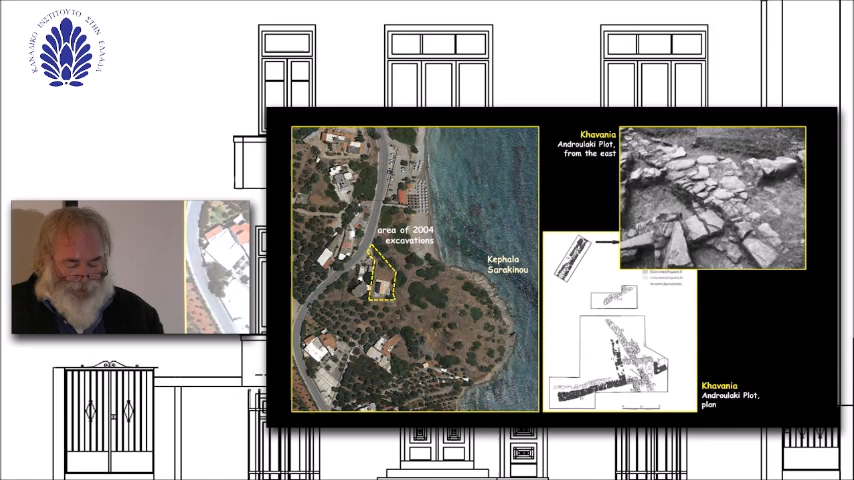 ΚΑΝΑΔΙΚΟ ΙΝΣΤΙΤΟΥΤΟ ΣΤΗΝ ΕΛΛΑΔΑ
Khavania
Androulaki Plot,
from the east
area of 2004
excavations
Kephala
Sarakinou
Khavania
Androulaki Plot,
plan